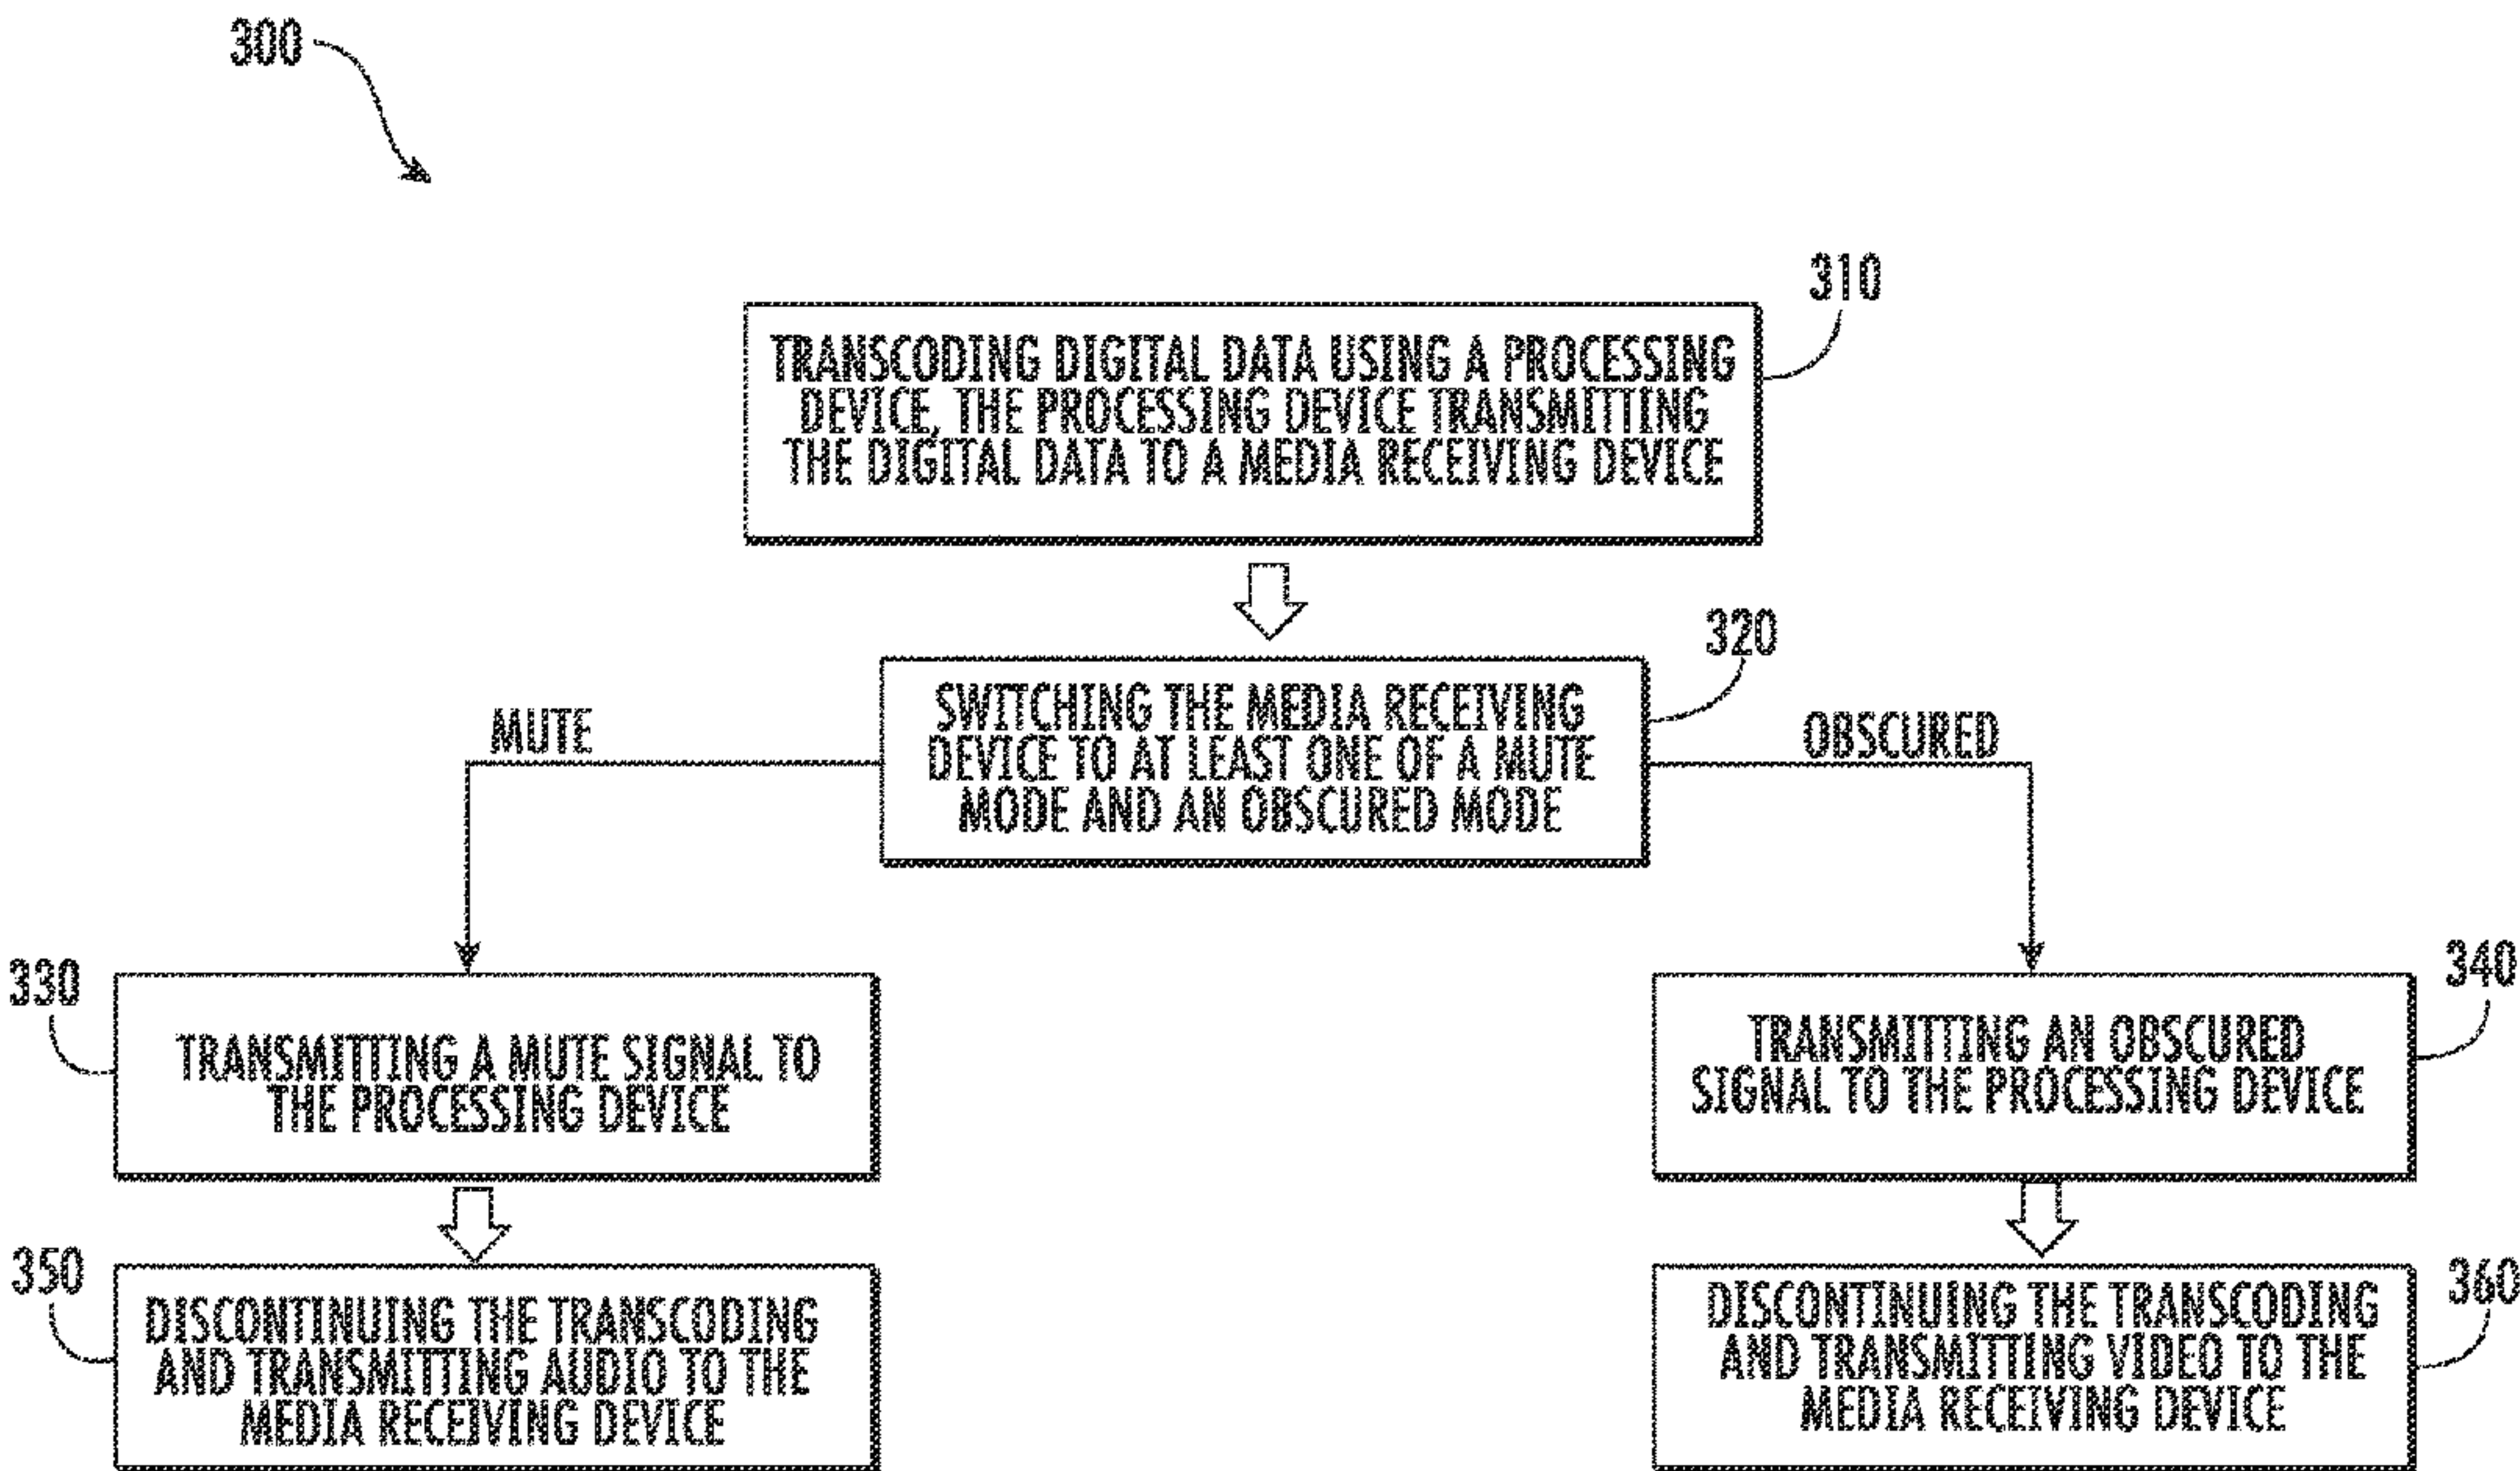 300
310
TRANSCODING DIGITAL DATA USING A PROCESSING
DEVICE, THE PROCESSING DEVICE TRANSMITTING
THE DIGITAL DATA TO A MEDIA RECEIVING DEVICE
320
SWITCHING THE MEDIA RECEIVING
DEVICE TO AT LEAST ONE OF A MUTE
MODE AND AN OBSCURED MODE
MUTE
OBSCURED
330
TRANSMITTING A MUTE SIGNAL TO
THE PROCESSING DEVICE
340
TRANSMITTING AN OBSCURED
SIGNAL TO THE PROCESSING DEVICE
350
DISCONTINUING THE TRANSCODING
AND TRANSMITTING AUDIO TO THE
MEDIA RECEIVING DEVICE
360
DISCONTINUING THE TRANSCODING
AND TRANSMITTING VIDEO TO THE
MEDIA RECEIVING DEVICE